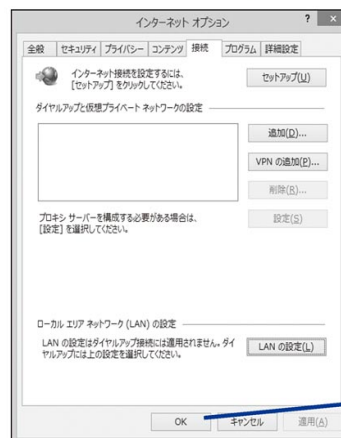 インターネット オプション
全般 セキュリティ プライバシー コンテンツ 接続 プログラム 詳細設定
インターネット接続を設定するには、
[セットアップ] をクリックしてください。
セットアップ(U)
ダイヤルアップと仮想プライベート ネットワークの設定
追加(D)...
VPN の追加(P)...
削除(R)...
プロキシ サーバーを構成する必要がある場合は、
[設定] を選択してください。
設定(S)
ローカル エリア ネットワーク (LAN) の設定
LAN の設定はダイヤルアップ接続には適用されません。ダイ
ヤルアップには上の設定を選択してください。
LAN の設定(L)
OK キャンセル 適用(A)